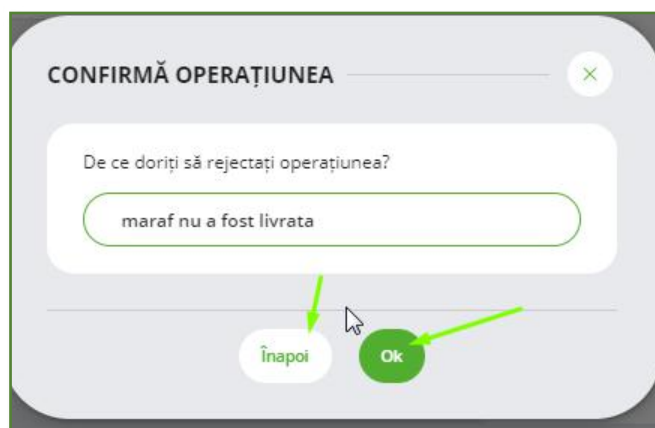 CONFIRMĂ OPERAȚIUNEA
De ce doriți să rejectați operațiunea?
maraf nu a fost livrata
Înapoi
Ok